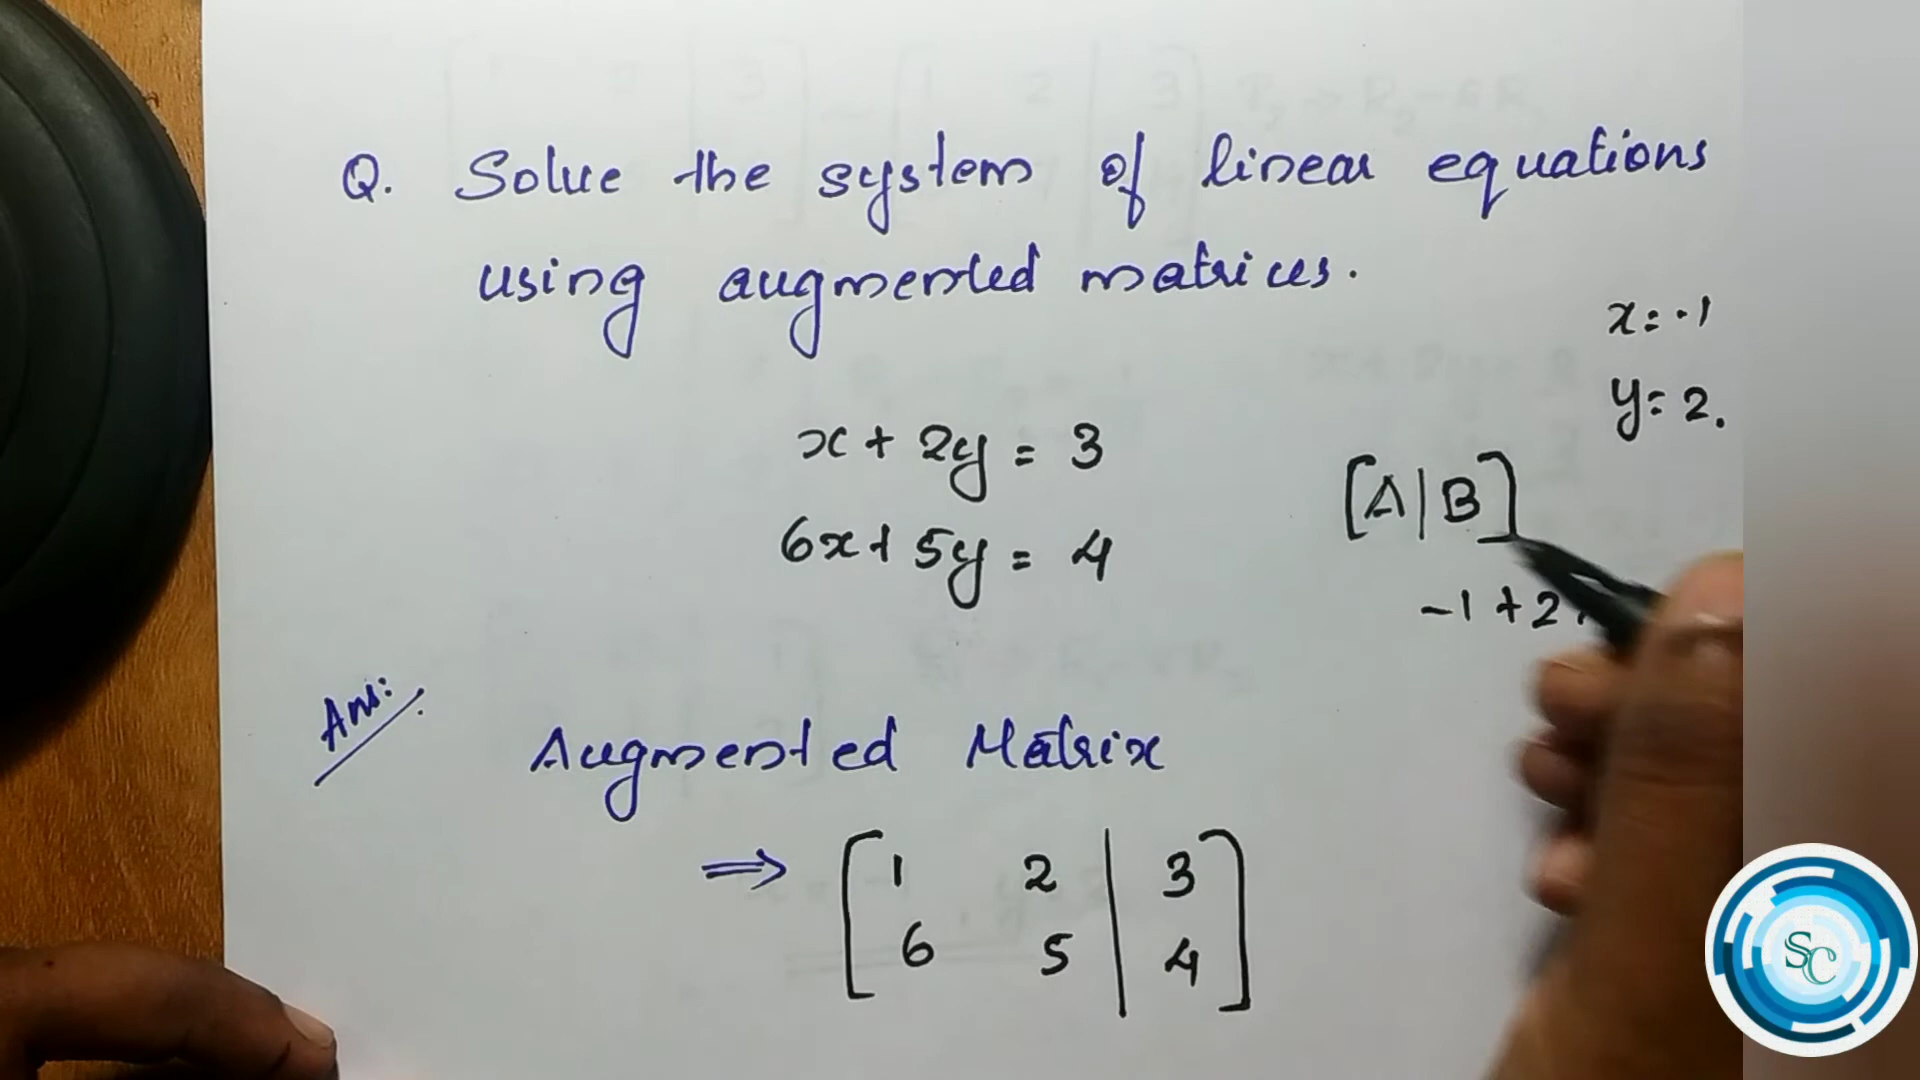 Q. Solve the system of linear equations
using augmented matrices.
x = -1
y = 2.
x + 2y = 3
[A|B]
6x + 5y = 4
-1 + 2
Ans:
Augmented Matrix
⇒ [1 2 | 3
6 5 | 4]
SC